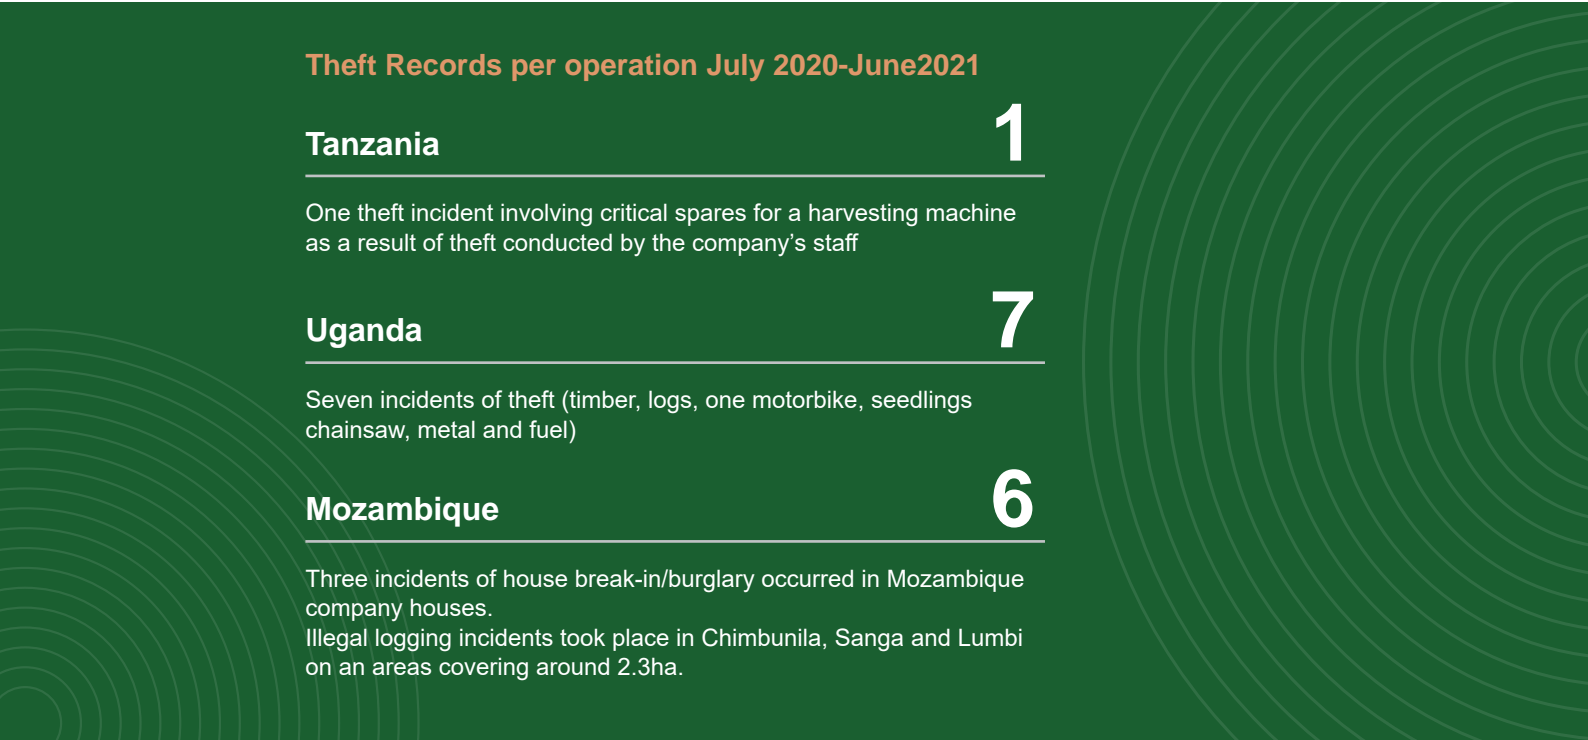 Theft Records per operation July 2020-June2021
Tanzania 1
One theft incident involving critical spares for a harvesting machine
as a result of theft conducted by the company’s staff
Uganda 7
Seven incidents of theft (timber, logs, one motorbike, seedlings
chainsaw, metal and fuel)
Mozambique 6
Three incidents of house break-in/burglary occurred in Mozambique
company houses.
Illegal logging incidents took place in Chimbunila, Sanga and Lumbi
on an areas covering around 2.3ha.